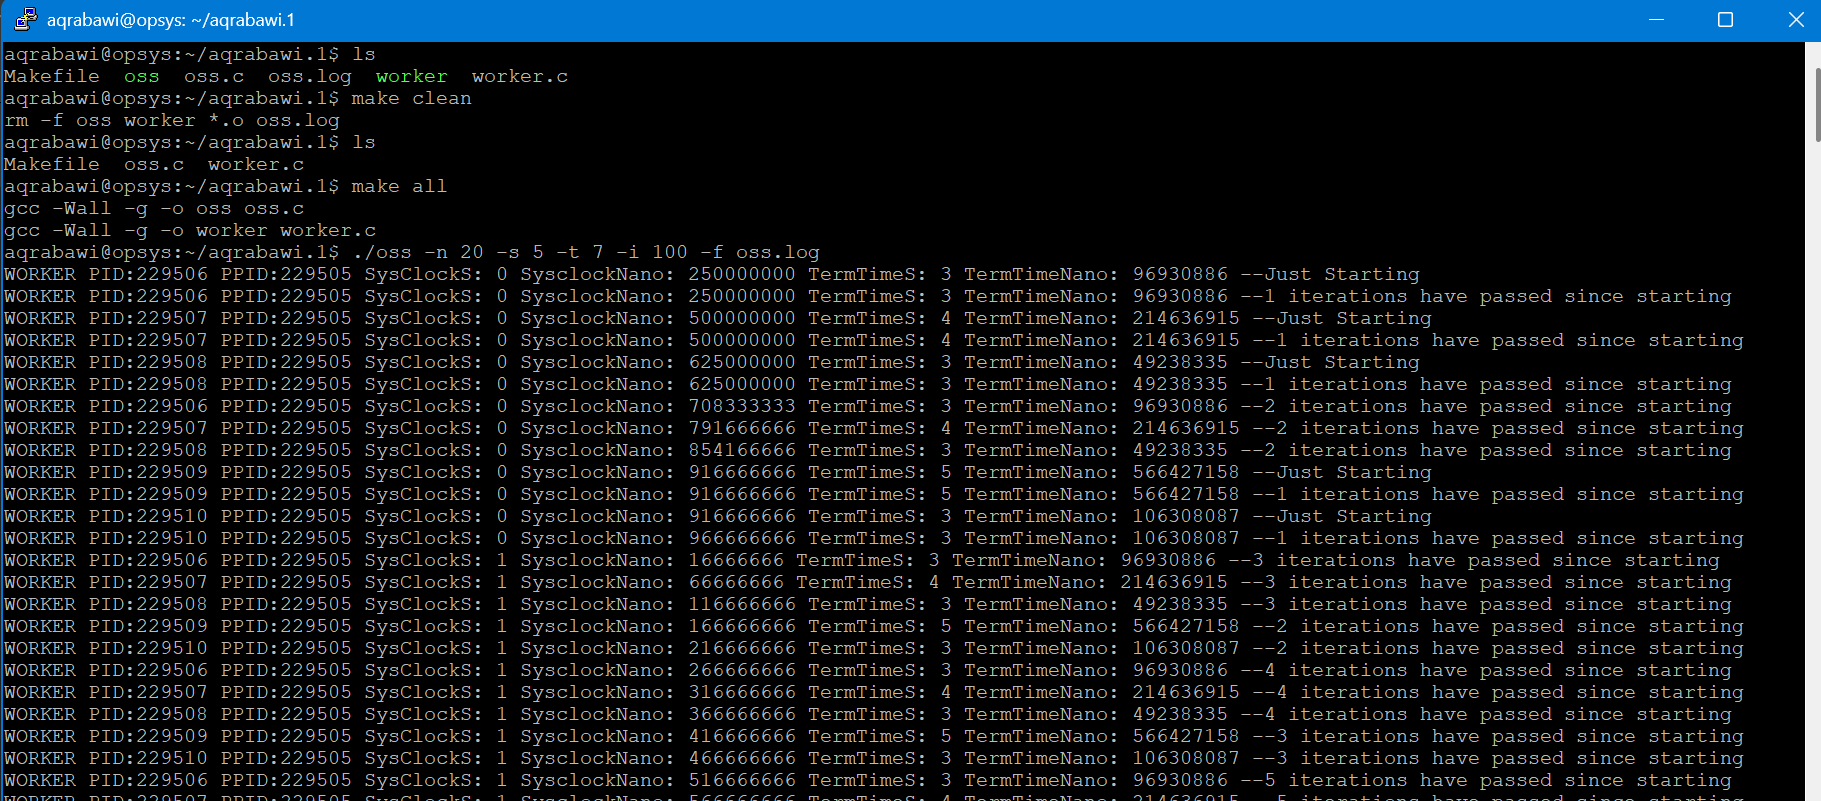 aqrabawi@opsys: ~/aqrabawi.1
aqrabawi@opsys:~/aqrabawi.1$ ls
Makefile  oss  oss.c  oss.log  worker  worker.c
aqrabawi@opsys:~/aqrabawi.1$ make clean
rm -f oss worker *.o oss.log
aqrabawi@opsys:~/aqrabawi.1$ ls
Makefile  oss.c  worker.c
aqrabawi@opsys:~/aqrabawi.1$ make all
gcc -Wall -g -o oss oss.c
gcc -Wall -g -o worker worker.c
aqrabawi@opsys:~/aqrabawi.1$ ./oss -n 20 -s 5 -t 7 -i 100 -f oss.log
WORKER PID:229506 PPID:229505 SysClockS: 0 SysclockNano: 250000000 TermTimeS: 3 TermTimeNano: 96930886 --Just Starting
WORKER PID:229506 PPID:229505 SysClockS: 0 SysclockNano: 250000000 TermTimeS: 3 TermTimeNano: 96930886 --1 iterations have passed since starting
WORKER PID:229507 PPID:229505 SysClockS: 0 SysclockNano: 500000000 TermTimeS: 4 TermTimeNano: 214636915 --Just Starting
WORKER PID:229507 PPID:229505 SysClockS: 0 SysclockNano: 500000000 TermTimeS: 4 TermTimeNano: 214636915 --1 iterations have passed since starting
WORKER PID:229508 PPID:229505 SysClockS: 0 SysclockNano: 625000000 TermTimeS: 3 TermTimeNano: 49238335 --Just Starting
WORKER PID:229508 PPID:229505 SysClockS: 0 SysclockNano: 625000000 TermTimeS: 3 TermTimeNano: 49238335 --1 iterations have passed since starting
WORKER PID:229506 PPID:229505 SysClockS: 0 SysclockNano: 708333333 TermTimeS: 3 TermTimeNano: 96930886 --2 iterations have passed since starting
WORKER PID:229507 PPID:229505 SysClockS: 0 SysclockNano: 791666666 TermTimeS: 4 TermTimeNano: 214636915 --2 iterations have passed since starting
WORKER PID:229508 PPID:229505 SysClockS: 0 SysclockNano: 854166666 TermTimeS: 3 TermTimeNano: 49238335 --2 iterations have passed since starting
WORKER PID:229509 PPID:229505 SysClockS: 0 SysclockNano: 916666666 TermTimeS: 5 TermTimeNano: 566427158 --Just Starting
WORKER PID:229509 PPID:229505 SysClockS: 0 SysclockNano: 916666666 TermTimeS: 5 TermTimeNano: 566427158 --1 iterations have passed since starting
WORKER PID:229510 PPID:229505 SysClockS: 0 SysclockNano: 916666666 TermTimeS: 3 TermTimeNano: 106308087 --Just Starting
WORKER PID:229510 PPID:229505 SysClockS: 0 SysclockNano: 966666666 TermTimeS: 3 TermTimeNano: 106308087 --1 iterations have passed since starting
WORKER PID:229506 PPID:229505 SysClockS: 1 SysclockNano: 16666666 TermTimeS: 3 TermTimeNano: 96930886 --3 iterations have passed since starting
WORKER PID:229507 PPID:229505 SysClockS: 1 SysclockNano: 66666666 TermTimeS: 4 TermTimeNano: 214636915 --3 iterations have passed since starting
WORKER PID:229508 PPID:229505 SysClockS: 1 SysclockNano: 116666666 TermTimeS: 3 TermTimeNano: 49238335 --3 iterations have passed since starting
WORKER PID:229509 PPID:229505 SysClockS: 1 SysclockNano: 166666666 TermTimeS: 5 TermTimeNano: 566427158 --2 iterations have passed since starting
WORKER PID:229510 PPID:229505 SysClockS: 1 SysclockNano: 216666666 TermTimeS: 3 TermTimeNano: 106308087 --2 iterations have passed since starting
WORKER PID:229506 PPID:229505 SysClockS: 1 SysclockNano: 266666666 TermTimeS: 3 TermTimeNano: 96930886 --4 iterations have passed since starting
WORKER PID:229507 PPID:229505 SysClockS: 1 SysclockNano: 316666666 TermTimeS: 4 TermTimeNano: 214636915 --4 iterations have passed since starting
WORKER PID:229508 PPID:229505 SysClockS: 1 SysclockNano: 366666666 TermTimeS: 3 TermTimeNano: 49238335 --4 iterations have passed since starting
WORKER PID:229509 PPID:229505 SysClockS: 1 SysclockNano: 416666666 TermTimeS: 5 TermTimeNano: 566427158 --3 iterations have passed since starting
WORKER PID:229510 PPID:229505 SysClockS: 1 SysclockNano: 466666666 TermTimeS: 3 TermTimeNano: 106308087 --3 iterations have passed since starting
WORKER PID:229506 PPID:229505 SysClockS: 1 SysclockNano: 516666666 TermTimeS: 3 TermTimeNano: 96930886 --5 iterations have passed since starting
WORKER PID:229507 PPID:229505 SysClockS: 1 SysclockNano: 566666666 TermTimeS: 4 TermTimeNano: 214636915 --5 iterations have passed since starting